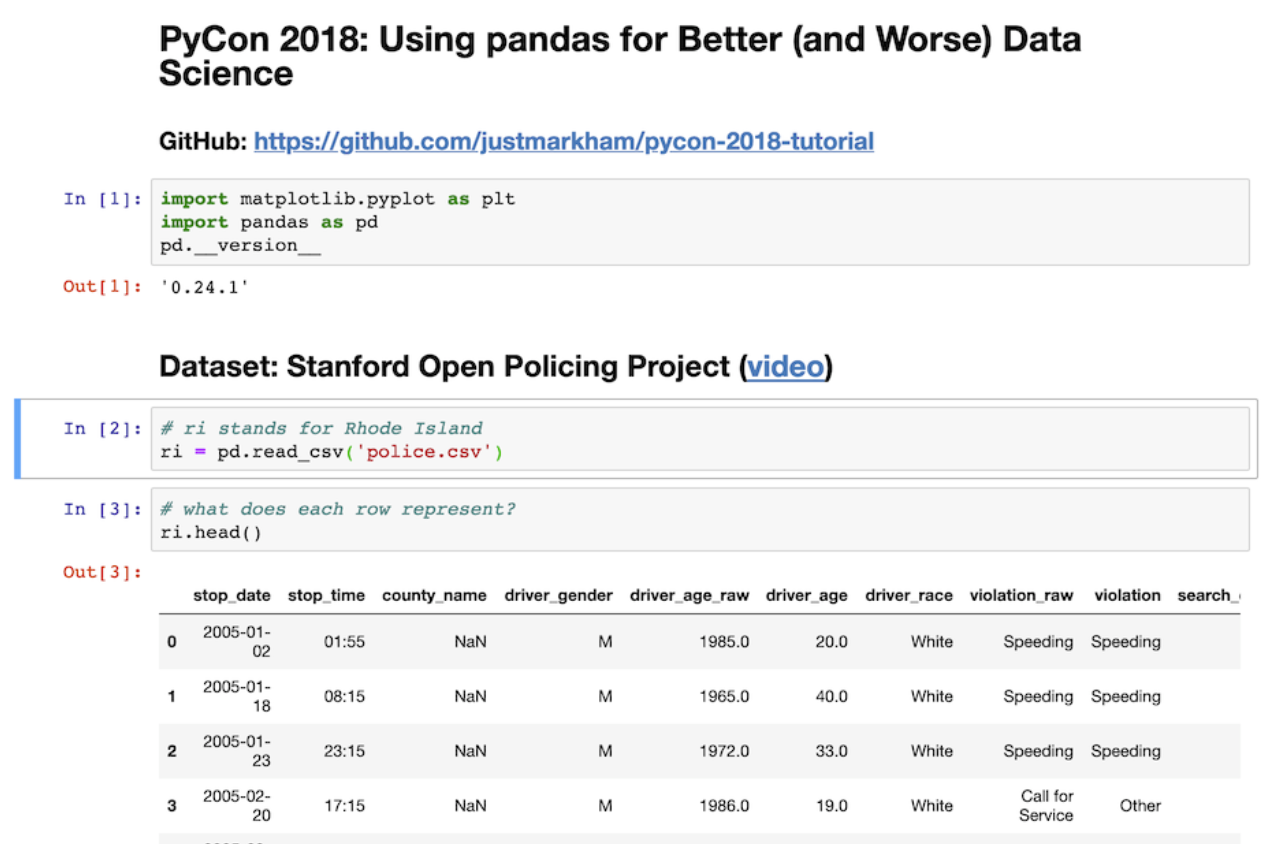 PyCon 2018: Using pandas for Better (and Worse) Data
Science
GitHub: https://github.com/justmarkham/pycon-2018-tutorial
In [1]: import matplotlib.pyplot as plt
import pandas as pd
pd.__version__
Out[1]: '0.24.1'
Dataset: Stanford Open Policing Project (video)
In [2]: # ri stands for Rhode Island
ri = pd.read_csv('police.csv')
In [3]: # what does each row represent?
ri.head()
Out[3]:
stop_date stop_time county_name driver_gender driver_age_raw driver_age driver_race violation_raw violation search_
0 2005-01-02 01:55 NaN M 1985.0 20.0 White Speeding Speeding
1 2005-01-18 08:15 NaN M 1965.0 40.0 White Speeding Speeding
2 2005-01-23 23:15 NaN M 1972.0 33.0 White Speeding Speeding
3 2005-02-20 17:15 NaN M 1986.0 19.0 White Call for Service Other